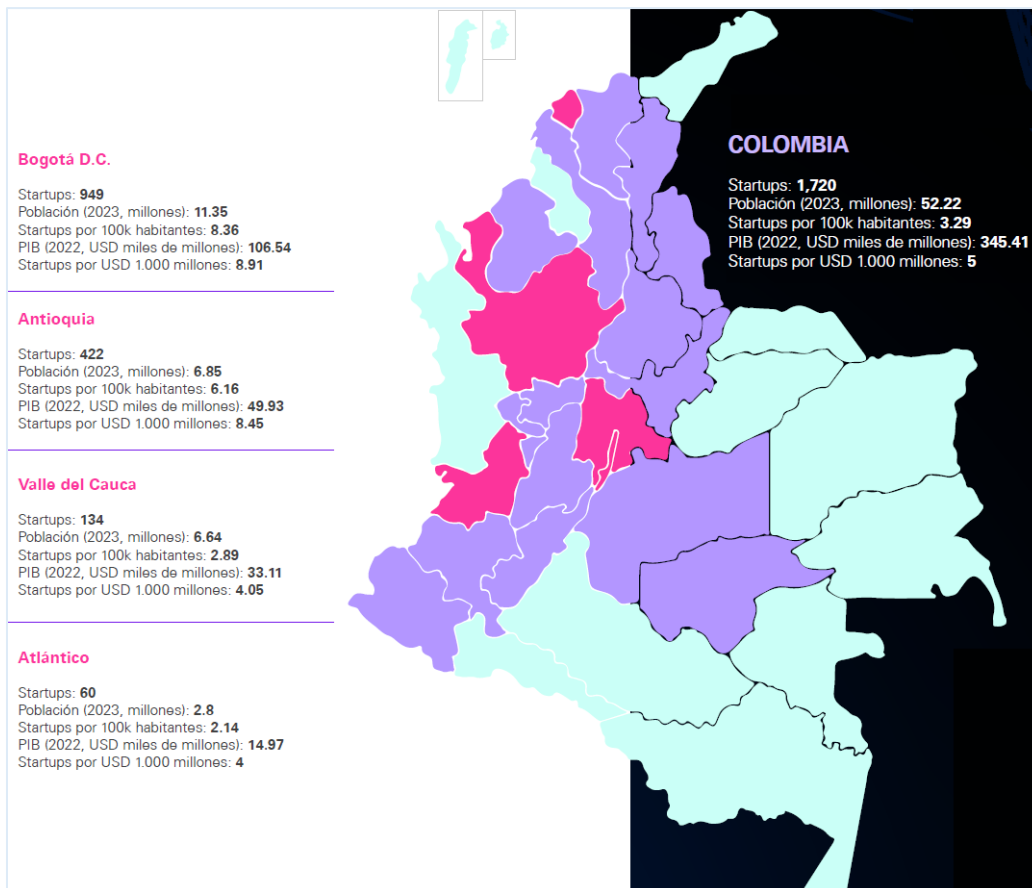 Bogotá D.C.
Startups: 949
Población (2023, millones): 11.35
Startups por 100k habitantes: 8.36
PIB (2022, USD miles de millones): 106.54
Startups por USD 1.000 millones: 8.91
Antioquia
Startups: 422
Población (2023, millones): 6.85
Startups por 100k habitantes: 6.16
PIB (2022, USD miles de millones): 49.93
Startups por USD 1.000 millones: 8.45
Valle del Cauca
Startups: 134
Población (2023, millones): 6.64
Startups por 100k habitantes: 2.89
PIB (2022, USD miles de millones): 33.11
Startups por USD 1.000 millones: 4.05
Atlántico
Startups: 60
Población (2023, millones): 2.8
Startups por 100k habitantes: 2.14
PIB (2022, USD miles de millones): 14.97
Startups por USD 1.000 millones: 4
COLOMBIA
Startups: 1,720
Población (2023, millones): 52.22
Startups por 100k habitantes: 3.29
PIB (2022, USD miles de millones): 345.41
Startups por USD 1.000 millones: 5